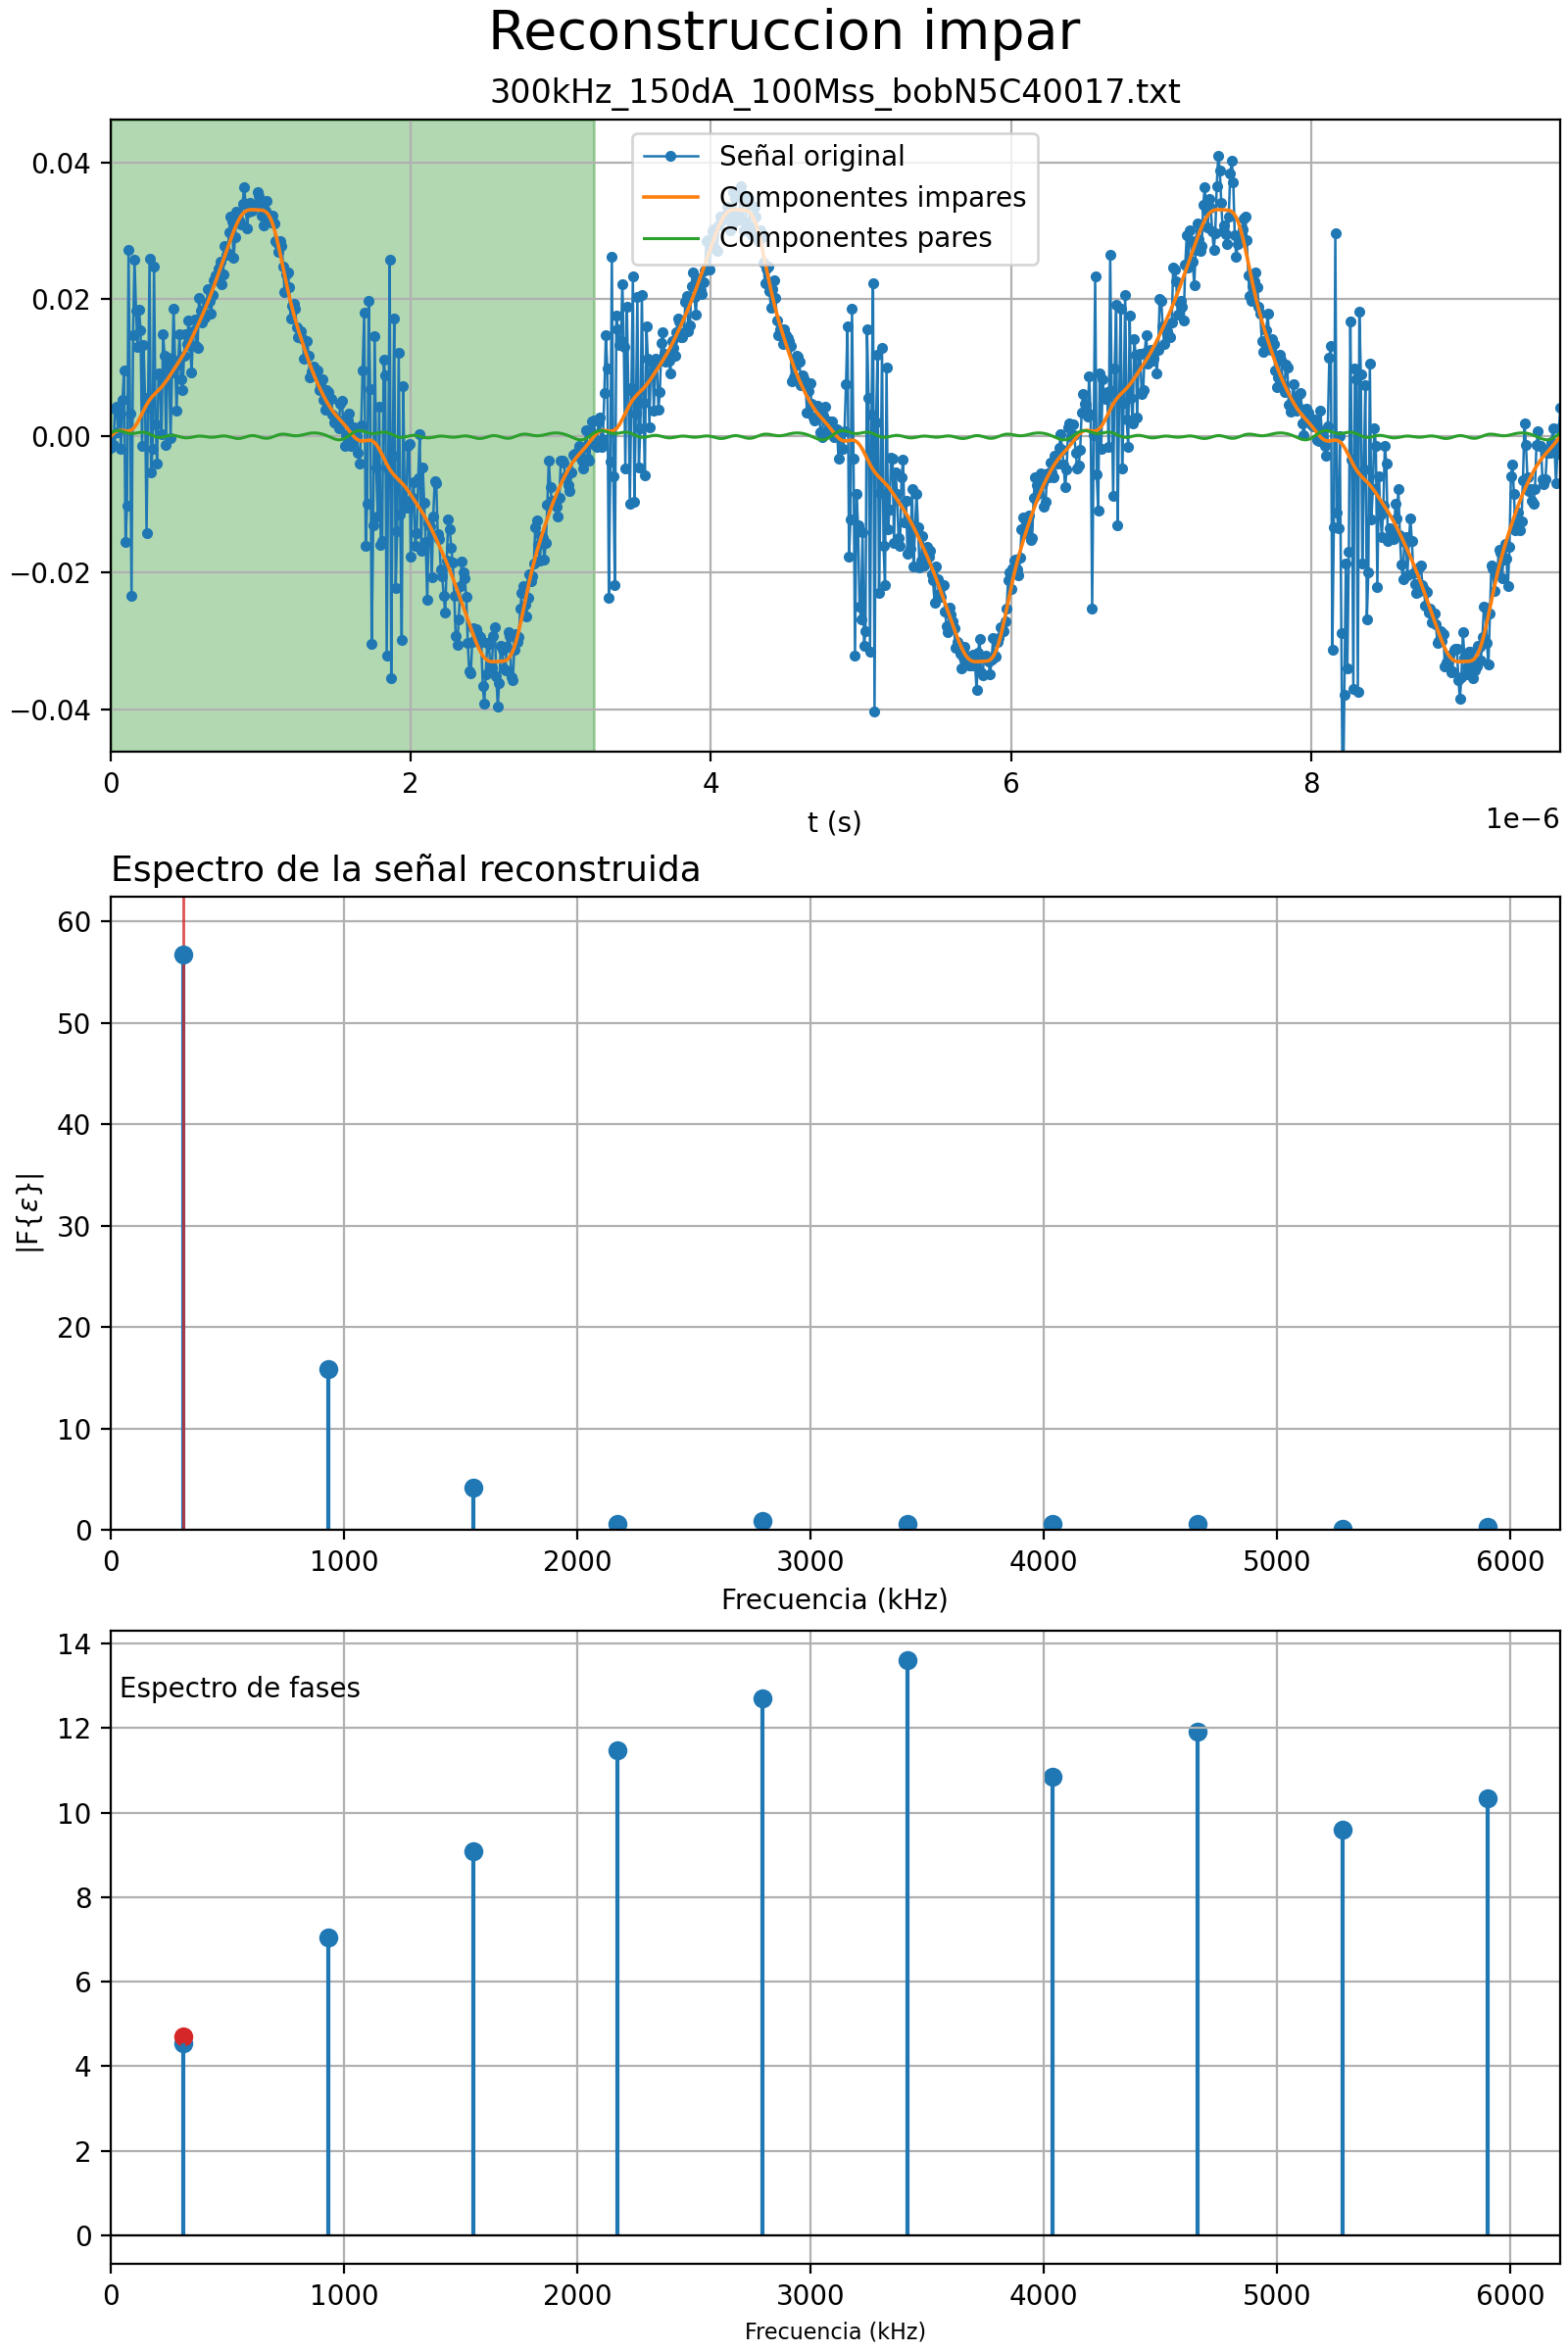 Reconstruccion impar
300kHz_150dA_100Mss_bobN5C40017.txt
Señal original
Componentes impares
Componentes pares
0.04
0.02
0.00
−0.02
−0.04
0 2 4 6 8
t (s)
1e−6
Espectro de la señal reconstruida
60
50
40
30
20
10
0
|F{ε}|
0 1000 2000 3000 4000 5000 6000
Frecuencia (kHz)
14
Espectro de fases
12
10
8
6
4
2
0
0 1000 2000 3000 4000 5000 6000
Frecuencia (kHz)